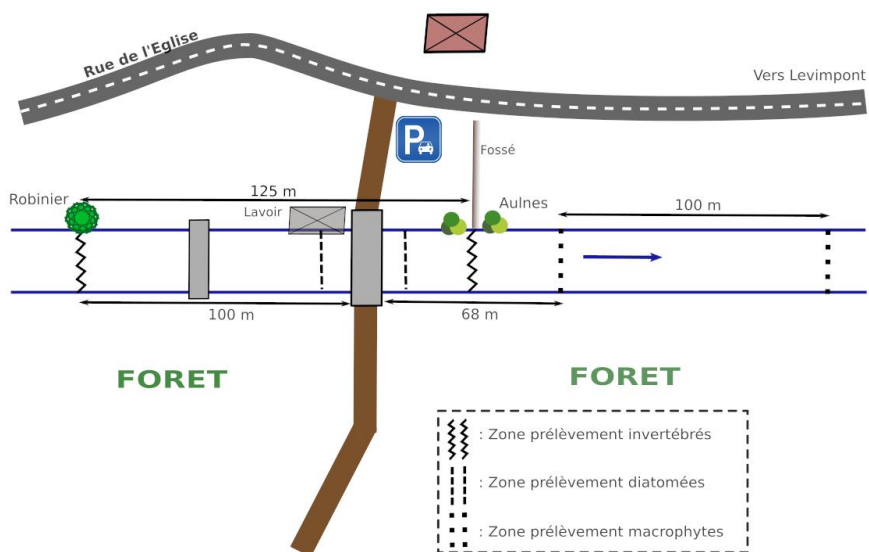 Rue de l'Eglise
Vers Levimpont
P
Fossé
Robinier
125 m
Lavoir
Aulnes
100 m
100 m
68 m
FORET
FORET
: Zone prélèvement invertébrés
: Zone prélèvement diatomées
: Zone prélèvement macrophytes